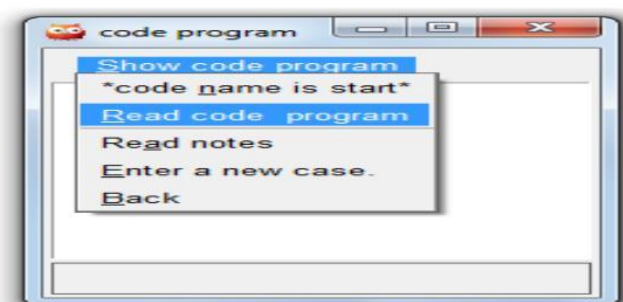 code program
Show code program
*code name is start*
Read code  program
Read notes
Enter a new case.
Back